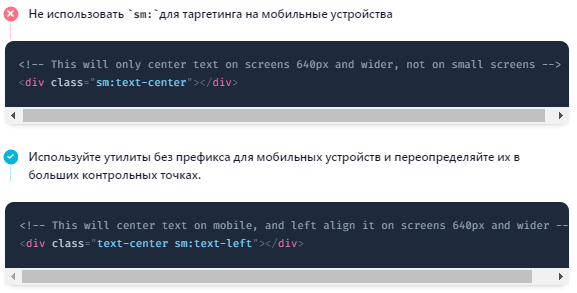 Не использовать `sm:`для таргетинга на мобильные устройства
<!-- This will only center text on screens 640px and wider, not on small screens -->
<div class="sm:text-center"></div>
Используйте утилиты без префикса для мобильных устройств и переопределяйте их в
больших контрольных точках.
<!-- This will center text on mobile, and left align it on screens 640px and wider --
<div class="text-center sm:text-left"></div>